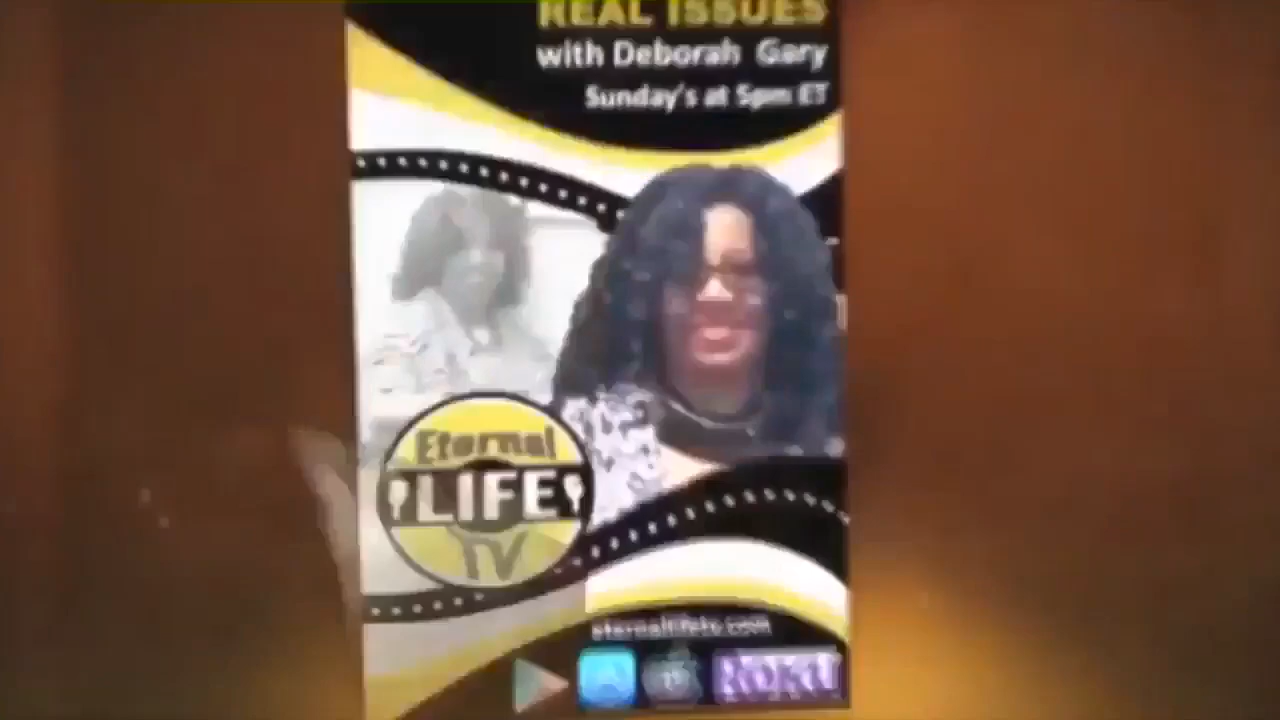 REAL ISSUES
with Deborah Gary
Sunday's at 5pm ET
Eternal
LIFE
TV
eternallifetv.com
ROKU